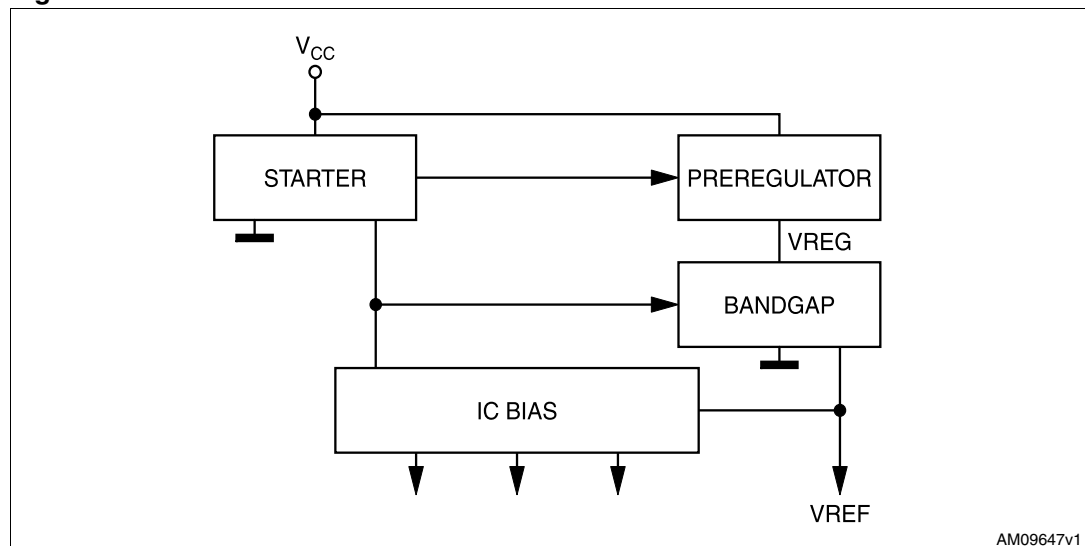 VCC
STARTER
PREREGULATOR
VREG
BANDGAP
IC BIAS
VREF
AM09647v1